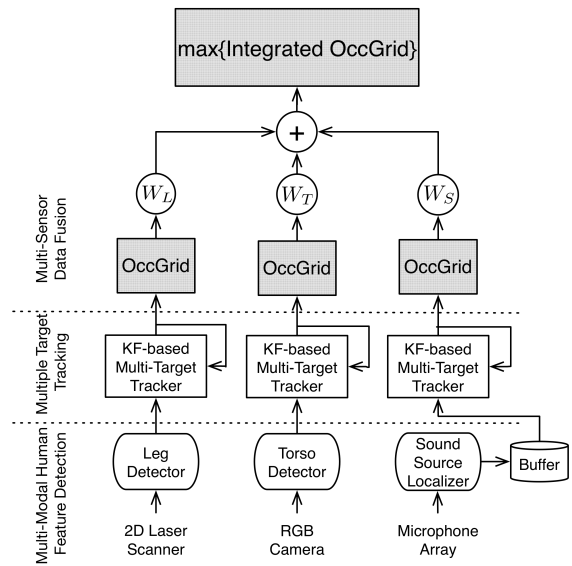 max{Integrated OccGrid}
+
W_L
W_T
W_S
Multi-Sensor
Data Fusion
OccGrid
OccGrid
OccGrid
Multiple Target
Tracking
KF-based
Multi-Target
Tracker
KF-based
Multi-Target
Tracker
KF-based
Multi-Target
Tracker
Multi-Modal Human
Feature Detection
Leg
Detector
Torso
Detector
Sound
Source
Localizer
Buffer
2D Laser
Scanner
RGB
Camera
Microphone
Array